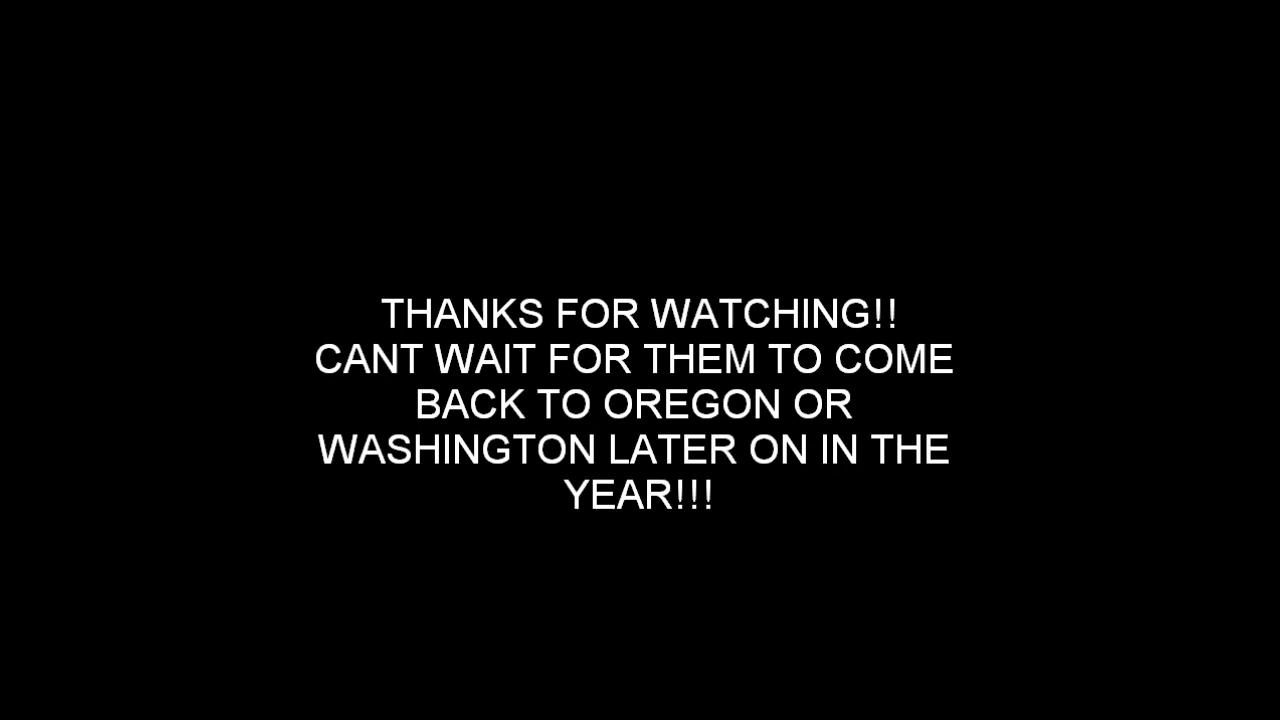 THANKS FOR WATCHING!!
CANT WAIT FOR THEM TO COME
BACK TO OREGON OR
WASHINGTON LATER ON IN THE
YEAR!!!